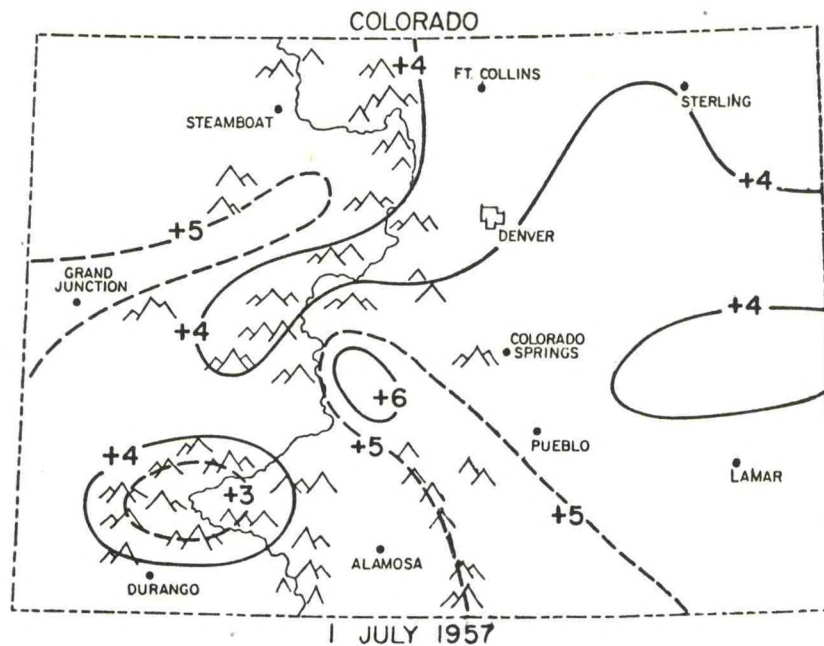 COLORADO
+4
FT. COLLINS
STERLING
STEAMBOAT
+4
+5
DENVER
GRAND
JUNCTION
+4
+4
COLORADO
SPRINGS
+6
+5
PUEBLO
+4
LAMAR
+3
+5
ALAMOSA
DURANGO
1 JULY 1957